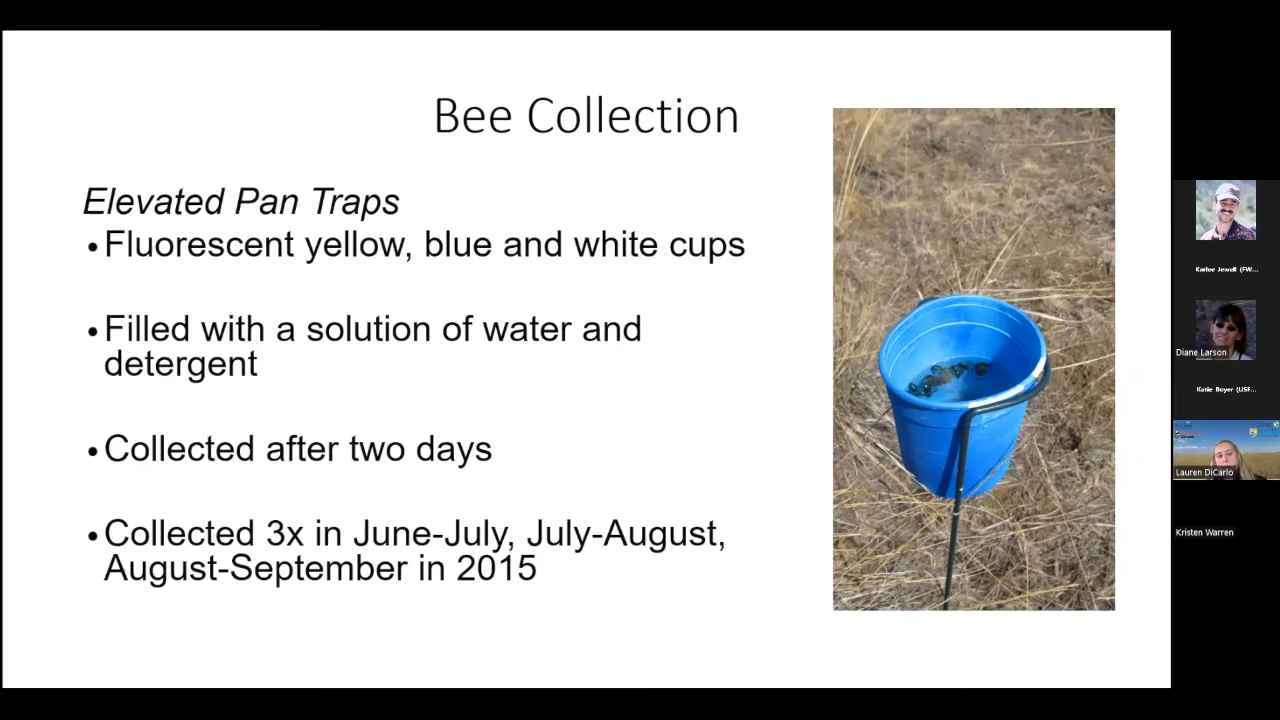 Bee Collection
Elevated Pan Traps
• Fluorescent yellow, blue and white cups
• Filled with a solution of water and
detergent
• Collected after two days
• Collected 3x in June-July, July-August,
August-September in 2015
Karlee Jewell (FW...
Diane Larson
Katie Boyer (USF...
Lauren DiCarlo
Kristen Warren